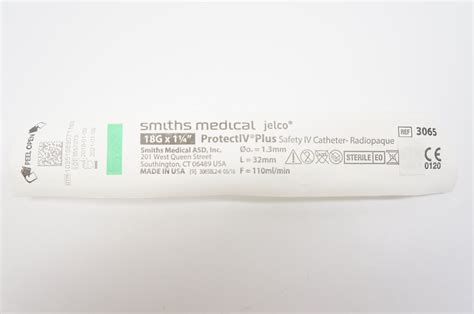 PEEL OPEN
smiths medical jelco®
18G x 1¼" ProtectIV® Plus Safety IV Catheter- Radiopaque
Smiths Medical ASD, Inc. Øo. = 1.3mm
201 West Queen Street
Southington, CT 06489 USA L = 32mm
MADE IN USA F = 110ml/min
REF 3065
STERILE EO
CE
0120